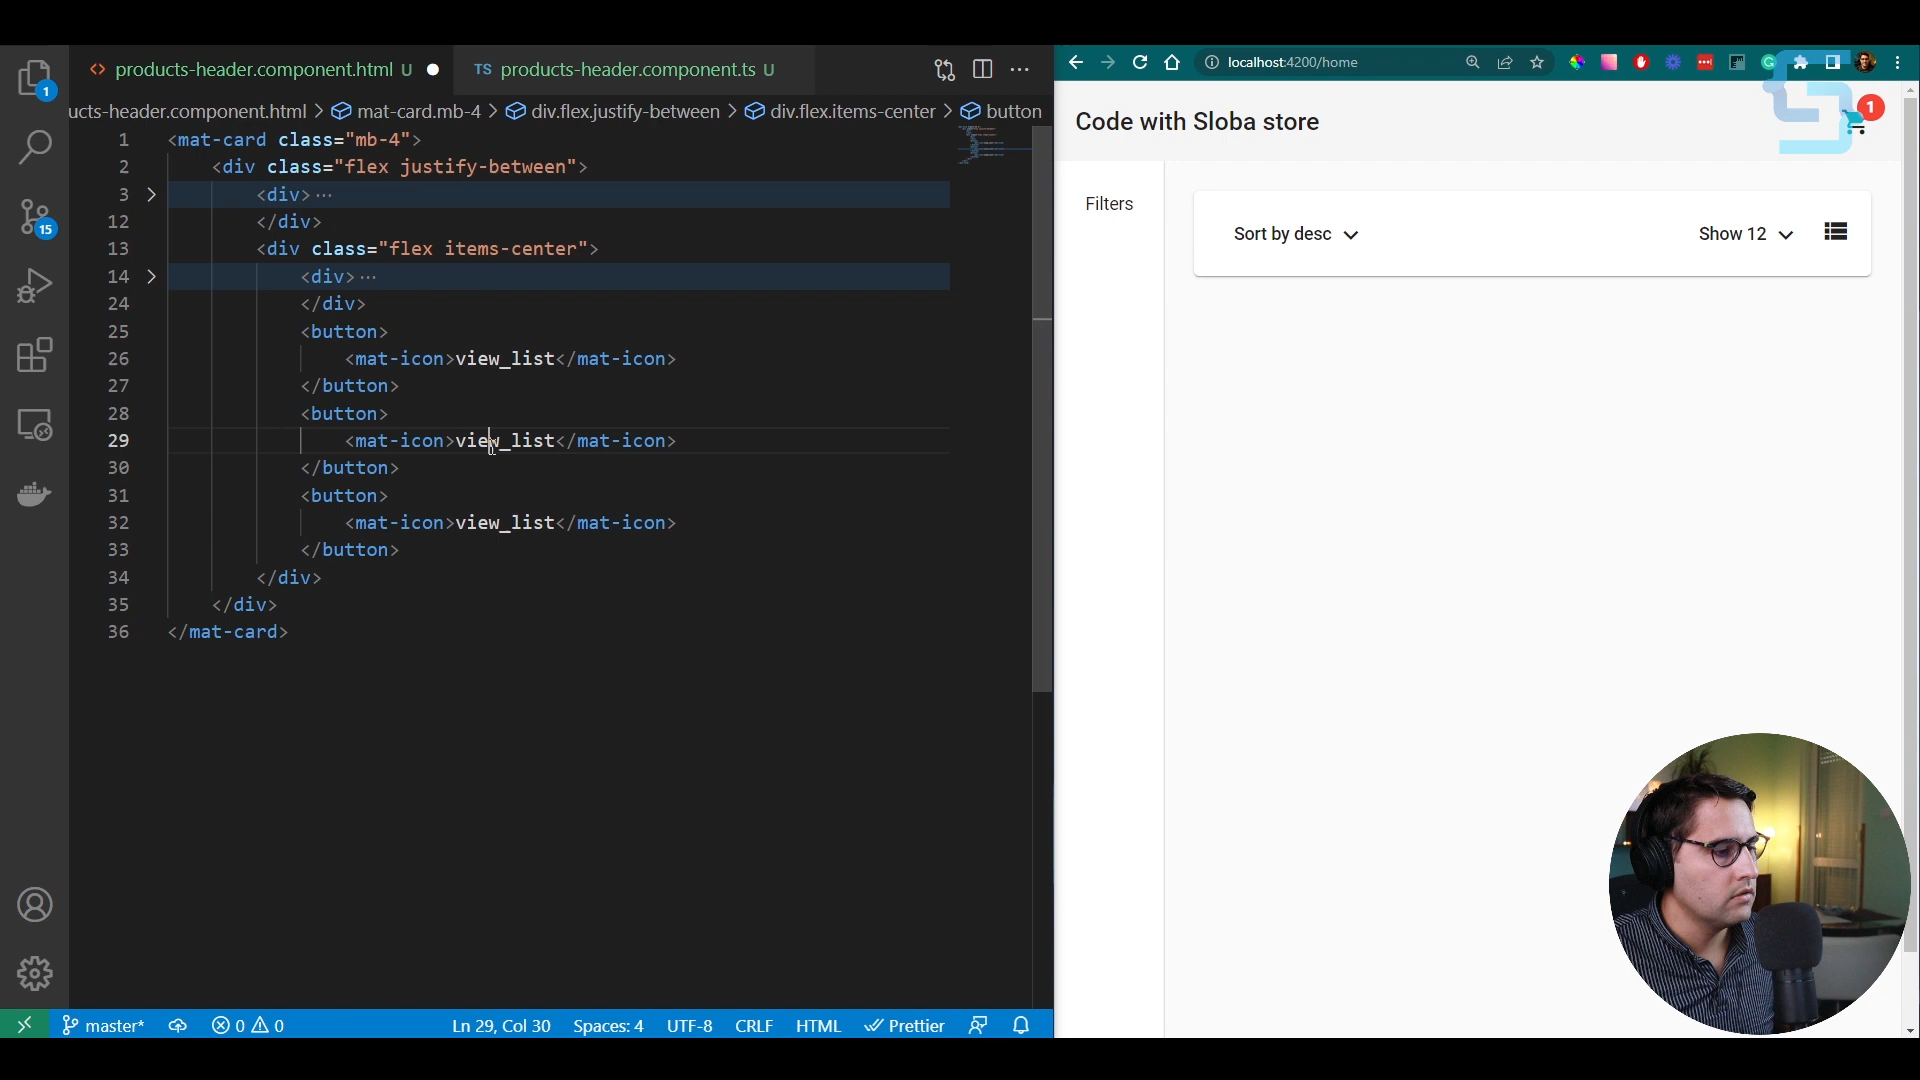 products-header.component.html U
TS products-header.component.ts U
ucts-header.component.html > mat-card.mb-4 > div.flex.justify-between > div.flex.items-center > button
1 <mat-card class="mb-4">
2 <div class="flex justify-between">
3 <div>···
12 </div>
13 <div class="flex items-center">
14 <div>···
24 </div>
25 <button>
26 <mat-icon>view_list</mat-icon>
27 </button>
28 <button>
29 <mat-icon>view_list</mat-icon>
30 </button>
31 <button>
32 <mat-icon>view_list</mat-icon>
33 </button>
34 </div>
35 </div>
36 </mat-card>
1
15
master* 0 0 Ln 29, Col 30 Spaces: 4 UTF-8 CRLF HTML Prettier
localhost:4200/home
Code with Sloba store
1
Filters
Sort by desc
Show 12